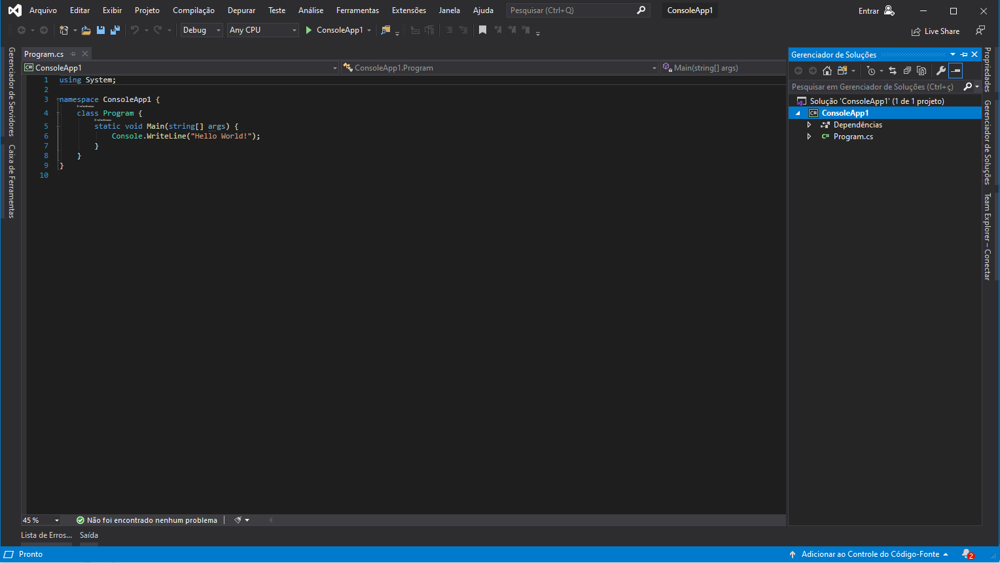 Arquivo Editar Exibir Projeto Compilação Depurar Teste Análise Ferramentas Extensões Janela Ajuda Pesquisar (Ctrl+Q) ConsoleApp1 Entrar
Debug Any CPU ConsoleApp1 Live Share
Gerenciador de Servidores
Caixa de Ferramentas
Program.cs
C# ConsoleApp1 ConsoleApp1.Program Main(string[] args)
1 using System;
2
3 namespace ConsoleApp1 {
0 referências
4 class Program {
0 referências
5 static void Main(string[] args) {
6 Console.WriteLine("Hello World!");
7 }
8 }
9 }
10
45 % Não foi encontrado nenhum problema
Lista de Erros... Saída
Gerenciador de Soluções
Pesquisar em Gerenciador de Soluções (Ctrl+ç)
Solução 'ConsoleApp1' (1 de 1 projeto)
C# ConsoleApp1
Dependências
C# Program.cs
Propriedades
Gerenciador de Soluções
Team Explorer – Conectar
Pronto Adicionar ao Controle do Código-Fonte 2